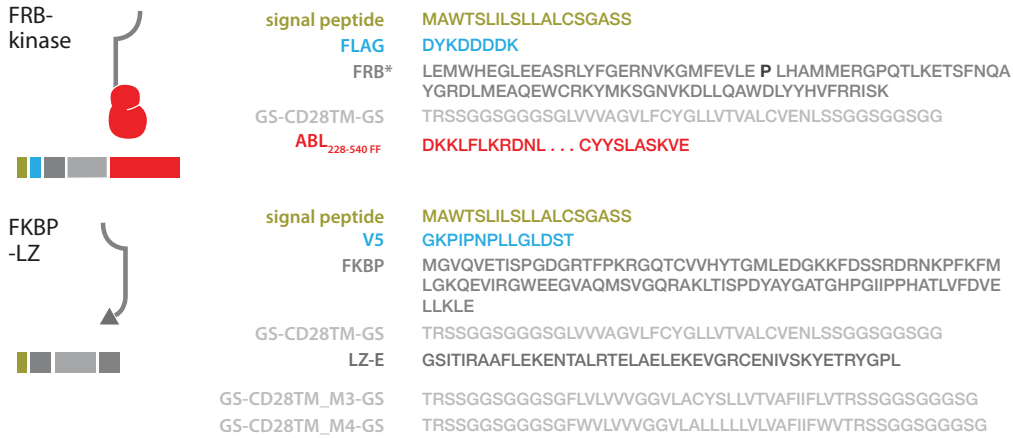 FRB-
kinase
signal peptide MAWTSLILSLLALCSGASS
FLAG DYKDDDDK
FRB* LEMWHEGLEEASRLYFGERNVKGMFEVLE P LHAMMERGPQTLKETSFNQA
YGRDLMEAQEWCRKYMKSGNVKDLLQAWDLYYHVFRRISK
GS-CD28TM-GS TRSSGGSGGGSGLVVVAGVLFCYGLLVTVALCVENLSSGGSGGSGG
ABL228-540 FF DKKLFLKRDNL . . . CYYSLASKVE
FKBP
-LZ
signal peptide MAWTSLILSLLALCSGASS
V5 GKPIPNPLLGLDST
FKBP MGVQVETISPGDGRTFPKRGQTCVVHYTGMLEDGKKFDSSRDRNKPFKFM
LGKQEVIRGWEEGVAQMSVGQRAKLTISPDYAYGATGHPGIIPPHATLVFDVE
LLKLE
GS-CD28TM-GS TRSSGGSGGGSGLVVVAGVLFCYGLLVTVALCVENLSSGGSGGSGG
LZ-E GSITIRAAFLEKENTALRTELAELEKEVGRCENIVSKYETRYGPL
GS-CD28TM_M3-GS TRSSGGSGGGSGFLVLVVVGGVLACYSLLVTVAFIIFLVTRSSGGSGGGSG
GS-CD28TM_M4-GS TRSSGGSGGGSGFWVLVVVGGVLALLLLLVLVAFIIFWVTRSSGGSGGGSG